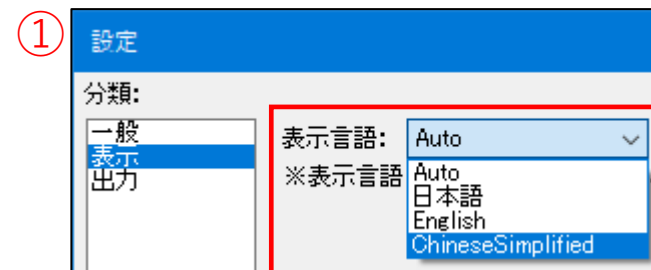 ①
設定
分類:
一般
表示
出力
表示言語: Auto
※表示言語
Auto
日本語
English
ChineseSimplified